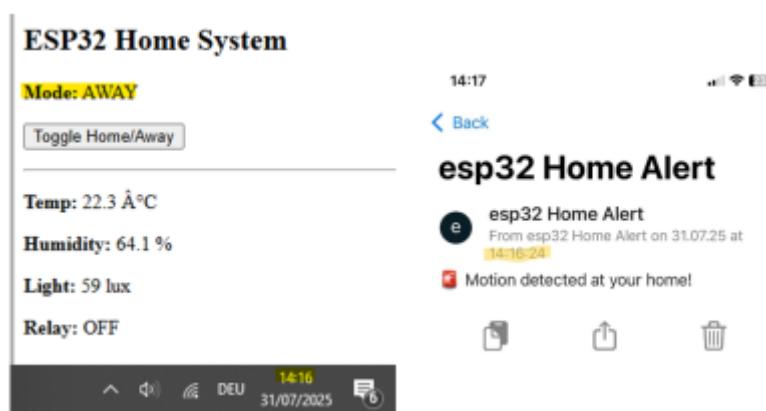 ESP32 Home System
Mode: AWAY
Toggle Home/Away
Temp: 22.3 Â°C
Humidity: 64.1 %
Light: 59 lux
Relay: OFF
DEU
14:16
31/07/2025
6
14:17
Back
esp32 Home Alert
e
esp32 Home Alert
From esp32 Home Alert on 31.07.25 at
14:16:24
🚨 Motion detected at your home!